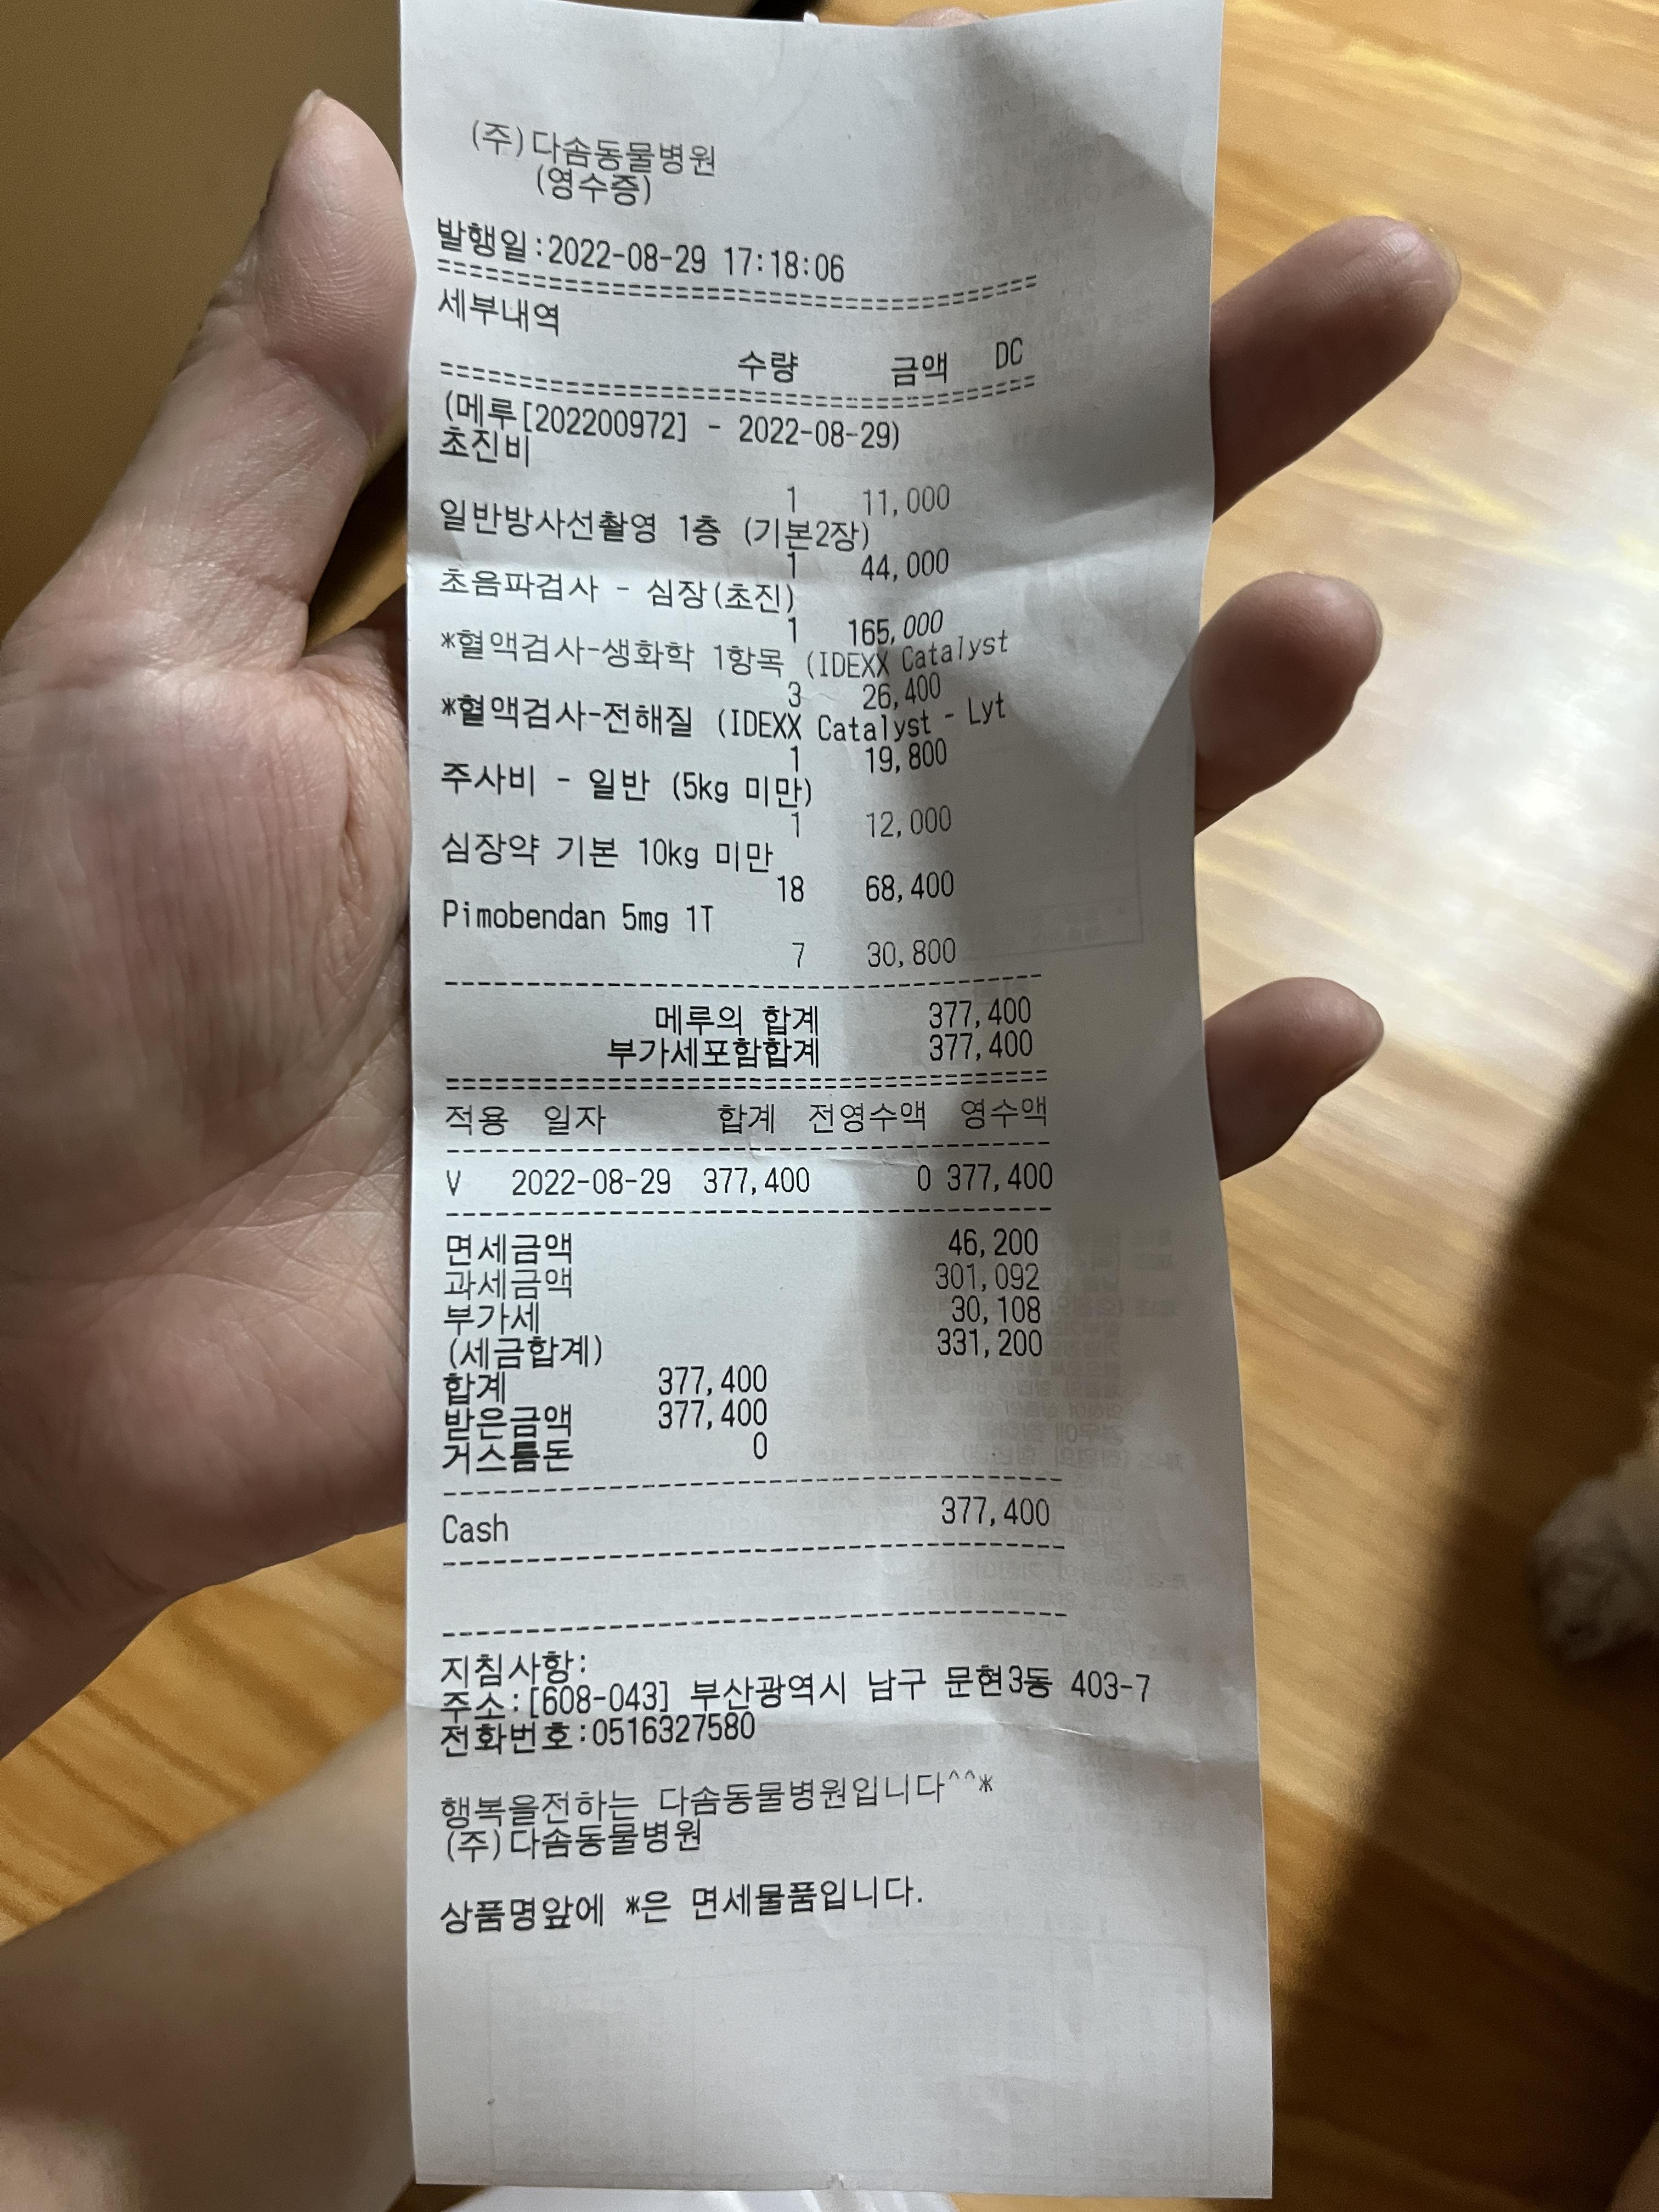 (주)다솜동물병원
(영수증)
발행일:2022-08-29 17:18:06
==============================================
세부내역
수량 금액 DC
==============================================
(메루[202200972] - 2022-08-29)
초진비
1 11,000
일반방사선촬영 1층 (기본2장)
1 44,000
초음파검사 - 심장(초진)
1 165,000
*혈액검사-생화학 1항목 (IDEXX Catalyst
3 26,400
*혈액검사-전해질 (IDEXX Catalyst - Lyt
1 19,800
주사비 - 일반 (5kg 미만)
1 12,000
심장약 기본 10kg 미만
18 68,400
Pimobendan 5mg 1T
7 30,800
----------------------------------------------
메루의 합계 377,400
부가세포함합계 377,400
==============================================
적용 일자 합계 전영수액 영수액
----------------------------------------------
V 2022-08-29 377,400 0 377,400
----------------------------------------------
면세금액 46,200
과세금액 301,092
부가세 30,108
(세금합계) 331,200
합계 377,400
받은금액 377,400
거스름돈 0
----------------------------------------------
Cash 377,400
----------------------------------------------
----------------------------------------------
지침사항:
주소:[608-043] 부산광역시 남구 문현3동 403-7
전화번호:0516327580
행복을전하는 다솜동물병원입니다^^*
(주)다솜동물병원
상품명앞에 *은 면세물품입니다.